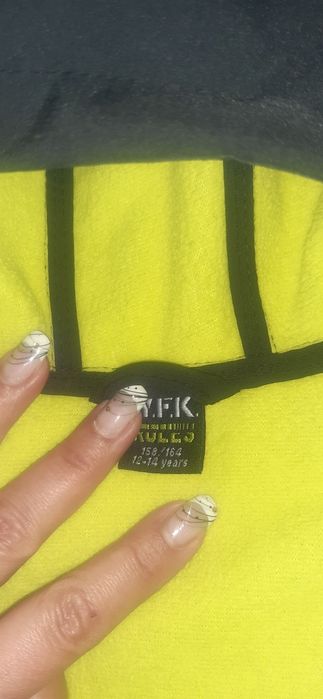 Y.F.K.
RULES
158/164
12-14 years